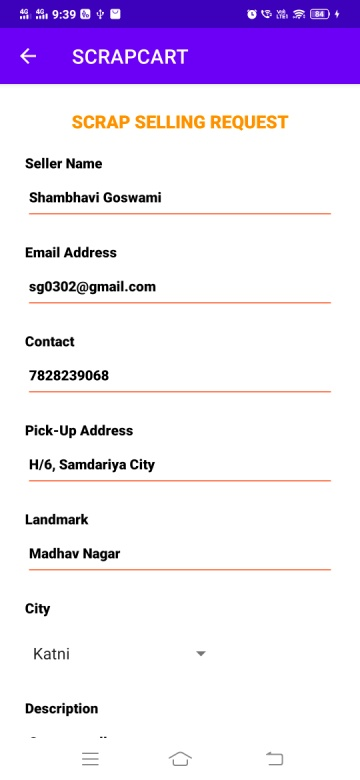 9:39
84
SCRAPCART
SCRAP SELLING REQUEST
Seller Name
Shambhavi Goswami
Email Address
sg0302@gmail.com
Contact
7828239068
Pick-Up Address
H/6, Samdariya City
Landmark
Madhav Nagar
City
Katni
Description